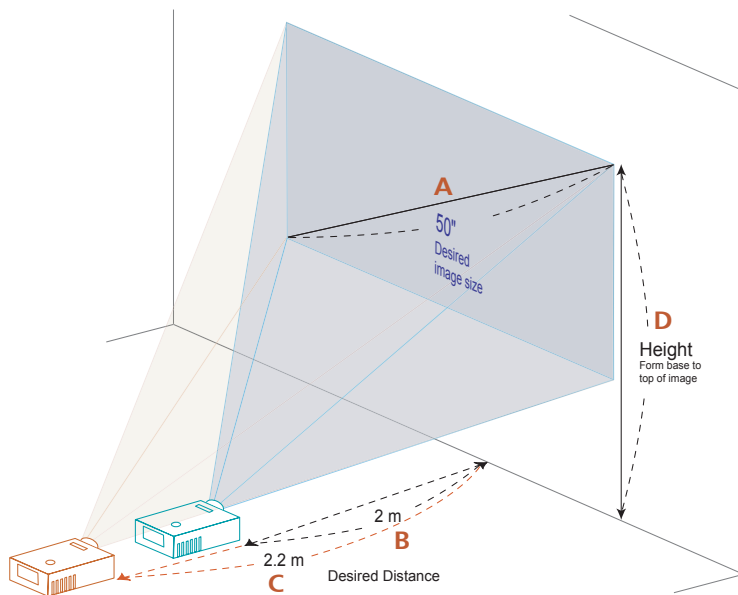 A
50"
Desired
image size
D
Height
Form base to
top of image
2 m
B
2.2 m
C
Desired Distance